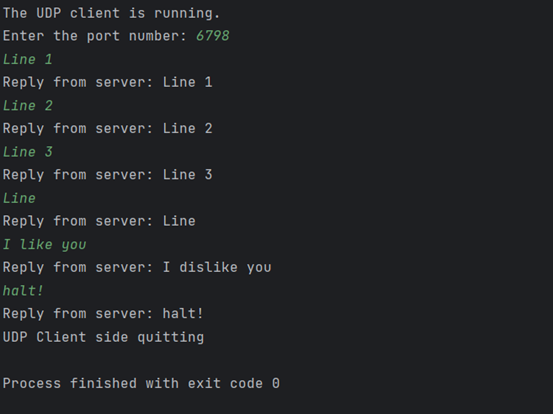 The UDP client is running.
Enter the port number: 6798
Line 1
Reply from server: Line 1
Line 2
Reply from server: Line 2
Line 3
Reply from server: Line 3
Line
Reply from server: Line
I like you
Reply from server: I dislike you
halt!
Reply from server: halt!
UDP Client side quitting
Process finished with exit code 0